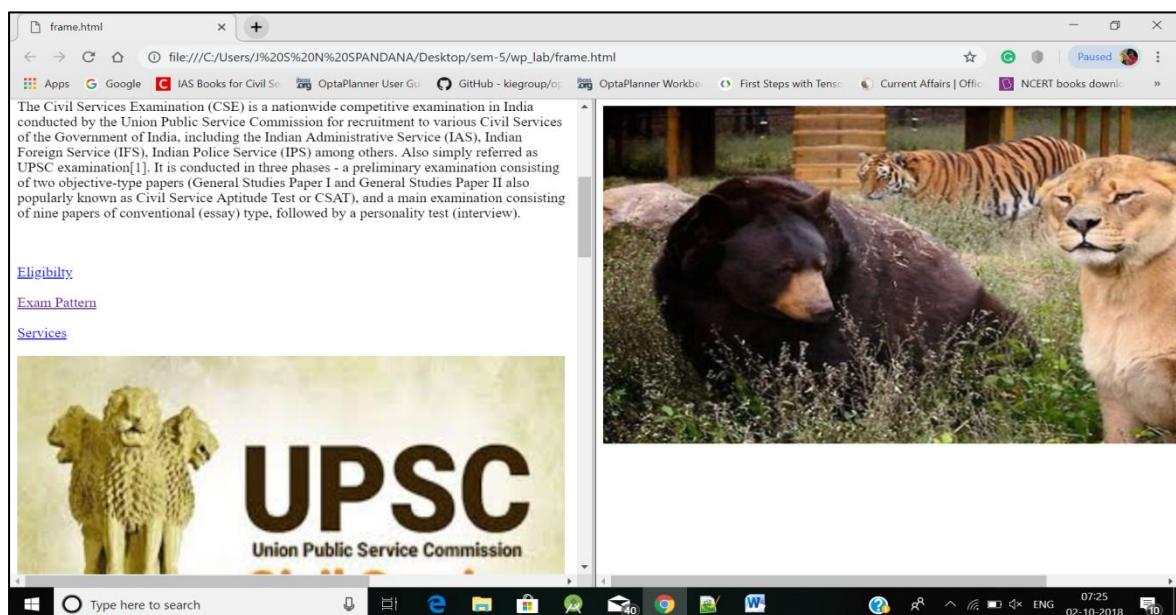 frame.html
file:///C:/Users/J%20S%20N%20SPANDANA/Desktop/sem-5/wp_lab/frame.html
Paused
Apps
Google
IAS Books for Civil Se
OptaPlanner User Gu
GitHub - kiegroup/op
OptaPlanner Workbe
First Steps with Tenso
Current Affairs | Offic
NCERT books downlo
»
The Civil Services Examination (CSE) is a nationwide competitive examination in India
conducted by the Union Public Service Commission for recruitment to various Civil Services
of the Government of India, including the Indian Administrative Service (IAS), Indian
Foreign Service (IFS), Indian Police Service (IPS) among others. Also simply referred as
UPSC examination[1]. It is conducted in three phases - a preliminary examination consisting
of two objective-type papers (General Studies Paper I and General Studies Paper II also
popularly known as Civil Service Aptitude Test or CSAT), and a main examination consisting
of nine papers of conventional (essay) type, followed by a personality test (interview).
Eligibilty
Exam Pattern
Services
UPSC
Union Public Service Commission
Type here to search
40
ENG
07:25
02-10-2018
10